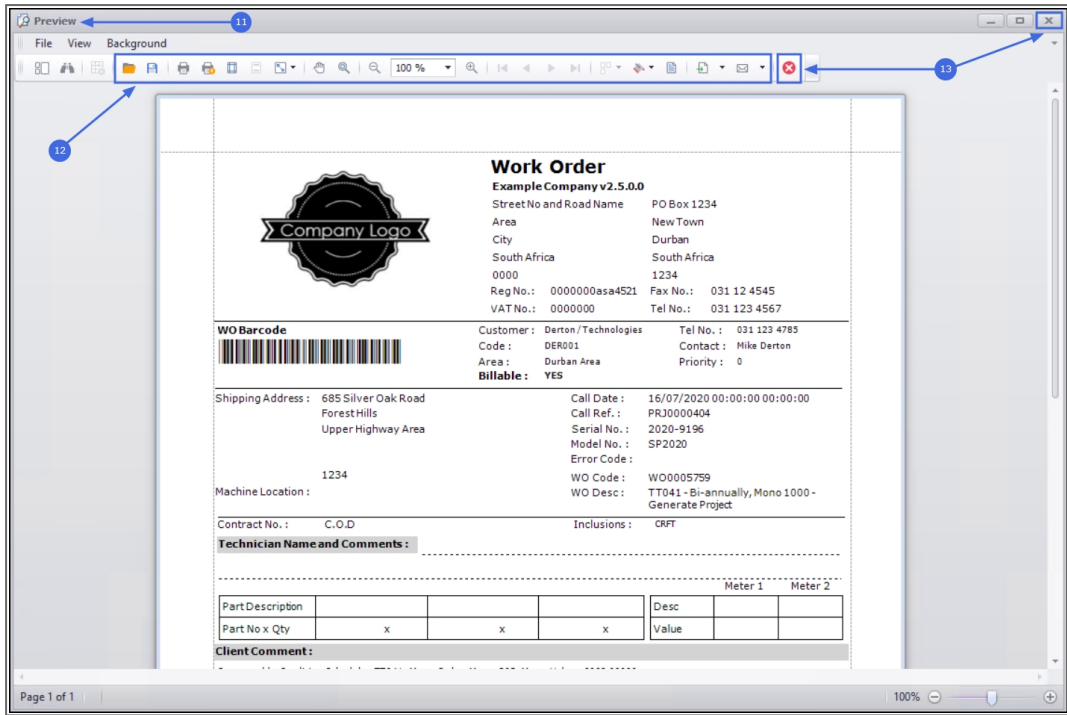 Preview
11
File View Background
100 %
13
12
Work Order
Example Company v2.5.0.0
Company Logo
Street No and Road Name PO Box 1234
Area New Town
City Durban
South Africa South Africa
0000 1234
Reg No.: 0000000asa4521 Fax No.: 031 12 4545
VAT No.: 0000000 Tel No.: 031 123 4567
WO Barcode Customer : Derton / Technologies Tel No. : 031 123 4785
Code : DER001 Contact : Mike Derton
Area : Durban Area Priority : 0
Billable : YES
Shipping Address : 685 Silver Oak Road Call Date : 16/07/2020 00:00:00 00:00:00
Forest Hills Call Ref. : PRJ0000404
Upper Highway Area Serial No. : 2020-9196
Model No. : SP2020
Error Code :
1234 WO Code : WO0005759
Machine Location : WO Desc : TT041 - Bi-annually, Mono 1000 -
Generate Project
Contract No. : C.O.D Inclusions : CRFT
Technician Name and Comments :
Meter 1 Meter 2
Part Description Desc
Part No x Qty x x x Value
Client Comment :
Page 1 of 1 100%